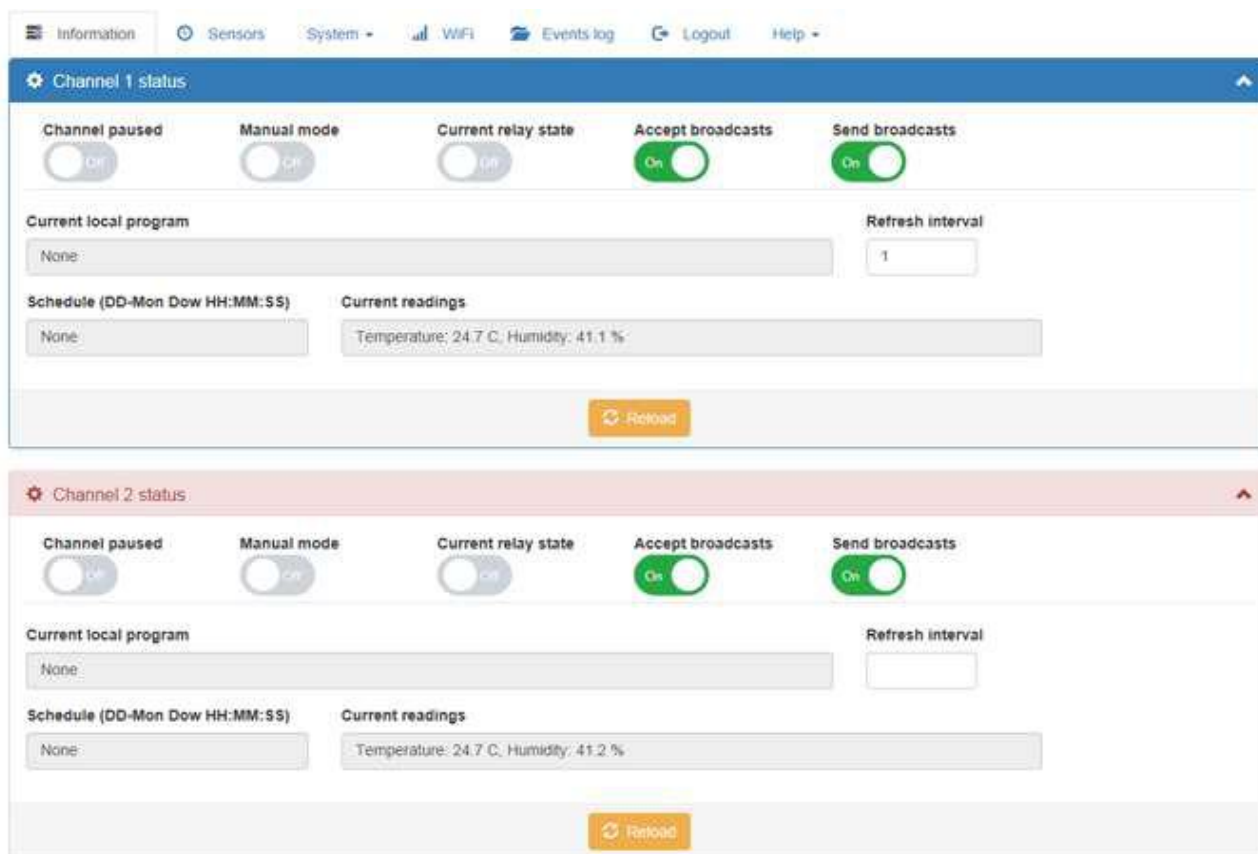 Information Sensors System WiFi Events log Logout Help
Channel 1 status
Channel paused Manual mode Current relay state Accept broadcasts Send broadcasts
Off Off Off On On
Current local program Refresh interval
None 1
Schedule (DD-Mon Dow HH:MM:SS) Current readings
None Temperature: 24.7 C, Humidity: 41.1 %
Reload
Channel 2 status
Channel paused Manual mode Current relay state Accept broadcasts Send broadcasts
Off Off Off On On
Current local program Refresh interval
None
Schedule (DD-Mon Dow HH:MM:SS) Current readings
None Temperature: 24.7 C, Humidity: 41.2 %
Reload